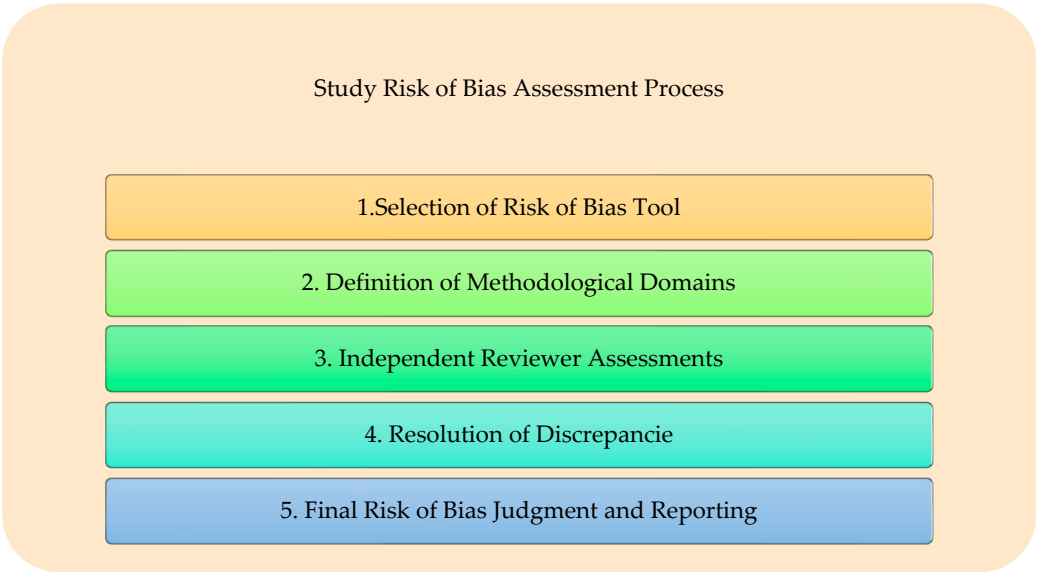 Study Risk of Bias Assessment Process
1.Selection of Risk of Bias Tool
2. Definition of Methodological Domains
3. Independent Reviewer Assessments
4. Resolution of Discrepancie
5. Final Risk of Bias Judgment and Reporting